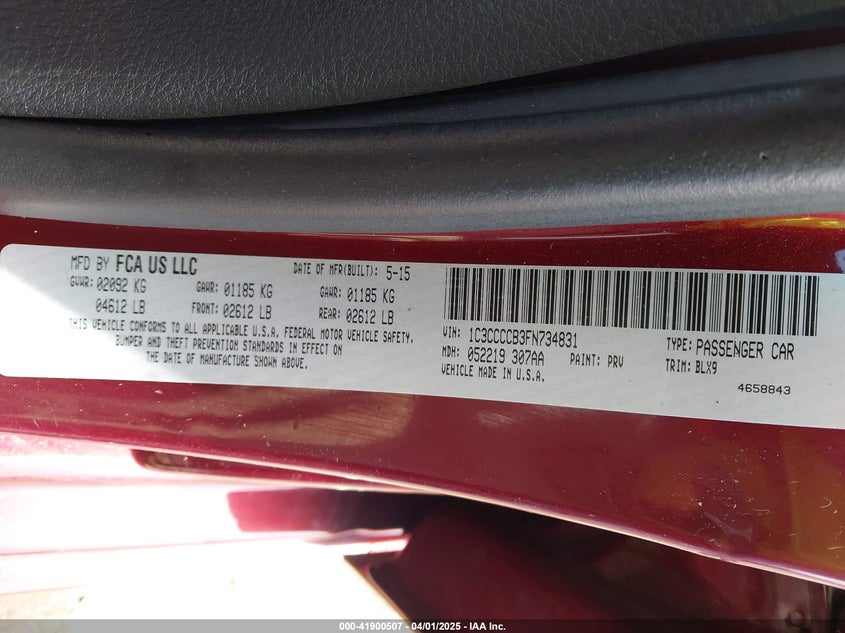 MFD BY FCA US LLC DATE OF MFR(BUILT): 5-15
GVWR: 02092 KG GAWR: 01185 KG GAWR: 01185 KG
04612 LB FRONT: 02612 LB REAR: 02612 LB
THIS VEHICLE CONFORMS TO ALL APPLICABLE U.S.A. FEDERAL MOTOR VEHICLE SAFETY,
BUMPER AND THEFT PREVENTION STANDARDS IN EFFECT ON
THE DATE OF MANUFACTURE SHOWN ABOVE.
VIN: 1C3CCCCB3FN734831 TYPE: PASSENGER CAR
MDH: 052219 307AA PAINT: PRV TRIM: BLX9
VEHICLE MADE IN U.S.A.
4658843
000-41900507 - 04/01/2025 - IAA Inc.